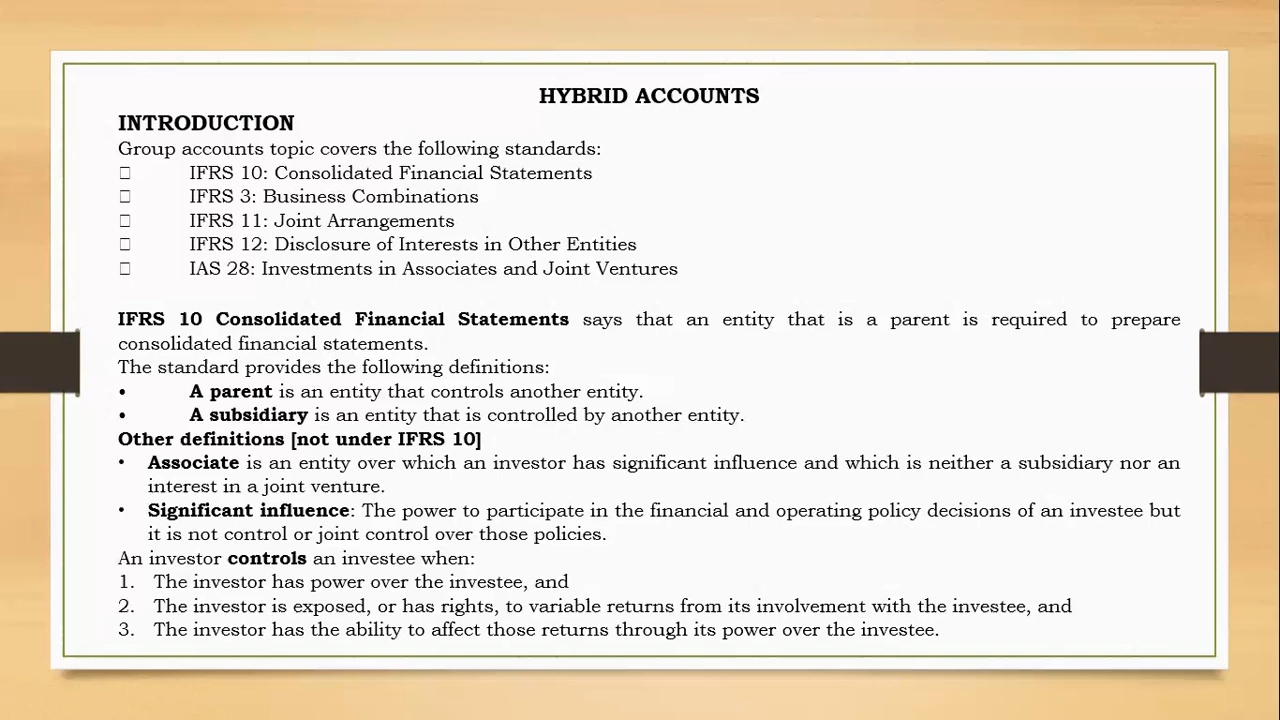 HYBRID ACCOUNTS
INTRODUCTION
Group accounts topic covers the following standards:
□ IFRS 10: Consolidated Financial Statements
□ IFRS 3: Business Combinations
□ IFRS 11: Joint Arrangements
□ IFRS 12: Disclosure of Interests in Other Entities
□ IAS 28: Investments in Associates and Joint Ventures
IFRS 10 Consolidated Financial Statements says that an entity that is a parent is required to prepare
consolidated financial statements.
The standard provides the following definitions:
• A parent is an entity that controls another entity.
• A subsidiary is an entity that is controlled by another entity.
Other definitions [not under IFRS 10]
• Associate is an entity over which an investor has significant influence and which is neither a subsidiary nor an
interest in a joint venture.
• Significant influence: The power to participate in the financial and operating policy decisions of an investee but
it is not control or joint control over those policies.
An investor controls an investee when:
1. The investor has power over the investee, and
2. The investor is exposed, or has rights, to variable returns from its involvement with the investee, and
3. The investor has the ability to affect those returns through its power over the investee.